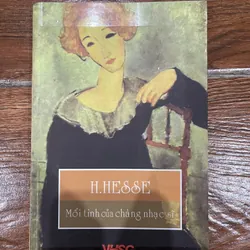 H.HESSE
Mối tình của chàng nhạc sĩ